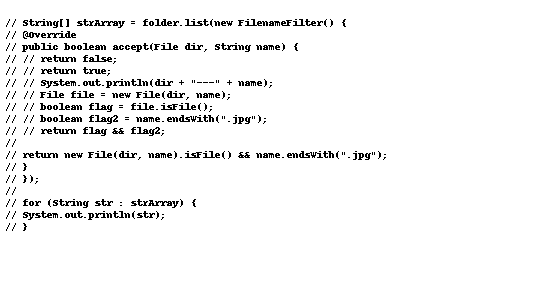 // String[] strArray = folder.list(new FilenameFilter() {
// @Override
// public boolean accept(File dir, String name) {
// // return false;
// // return true;
// // System.out.println(dir + "---" + name);
// // File file = new File(dir, name);
// // boolean flag = file.isFile();
// // boolean flag2 = name.endsWith(".jpg");
// // return flag && flag2;
//
// return new File(dir, name).isFile() && name.endsWith(".jpg");
// }
// });
//
// for (String str : strArray) {
// System.out.println(str);
// }